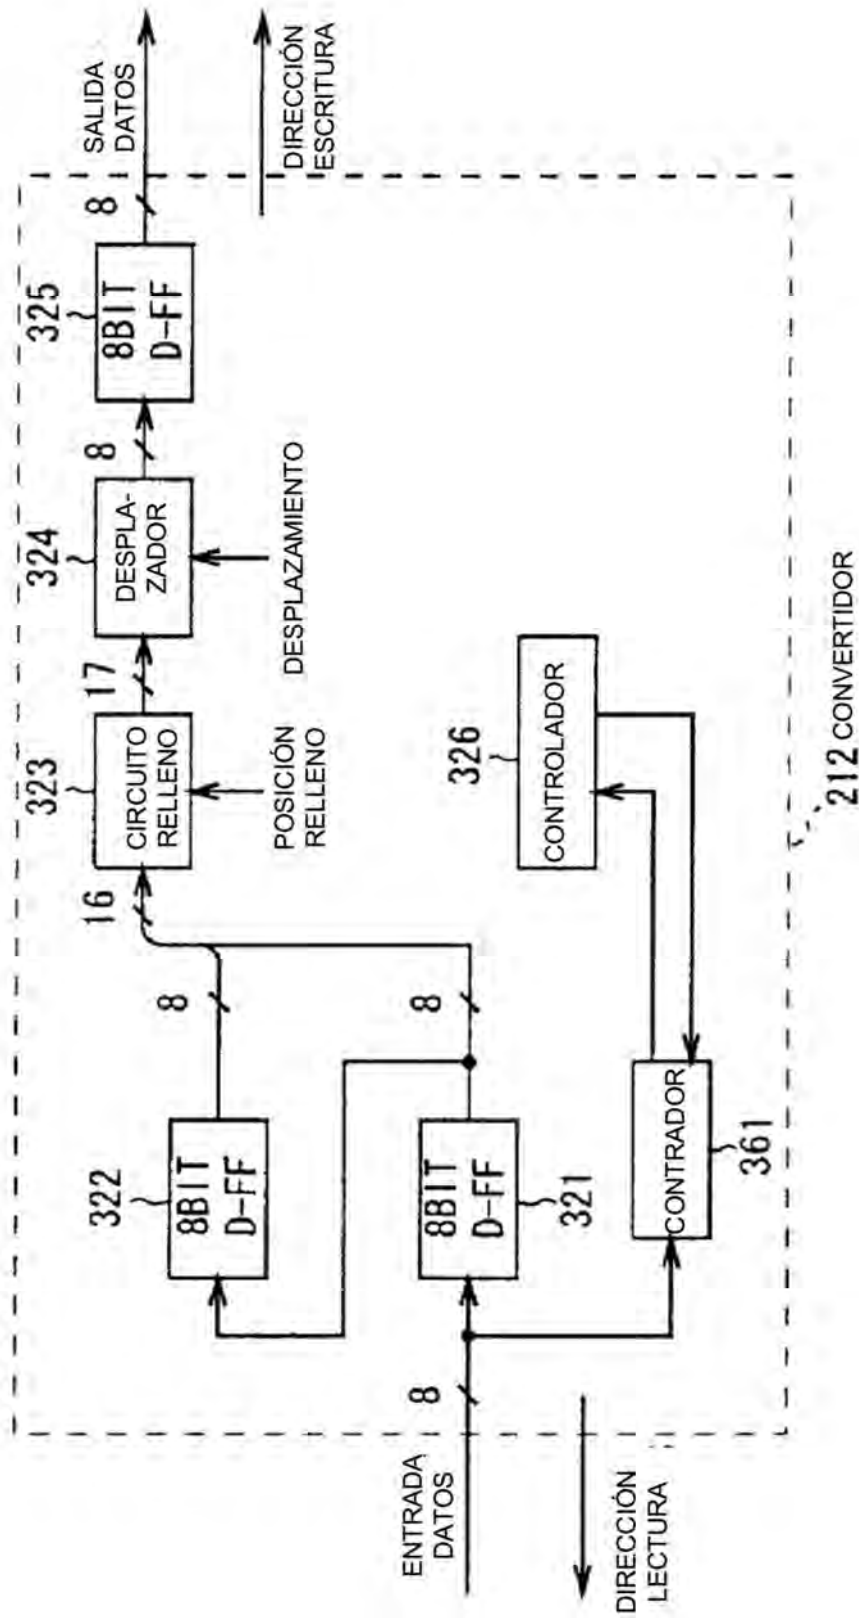 SALIDA
DATOS
DIRECCIÓN
ESCRITURA
8
325
8BIT
D-FF
8
324
DESPLA-
ZADOR
DESPLAZAMIENTO
17
323
CIRCUITO
RELLENO
POSICIÓN
RELLENO
16
326
CONTROLADOR
8
8
322
8BIT
D-FF
8BIT
D-FF
321
CONTRADOR
361
8
ENTRADA
DATOS
DIRECCIÓN
LECTURA
212 CONVERTIDOR